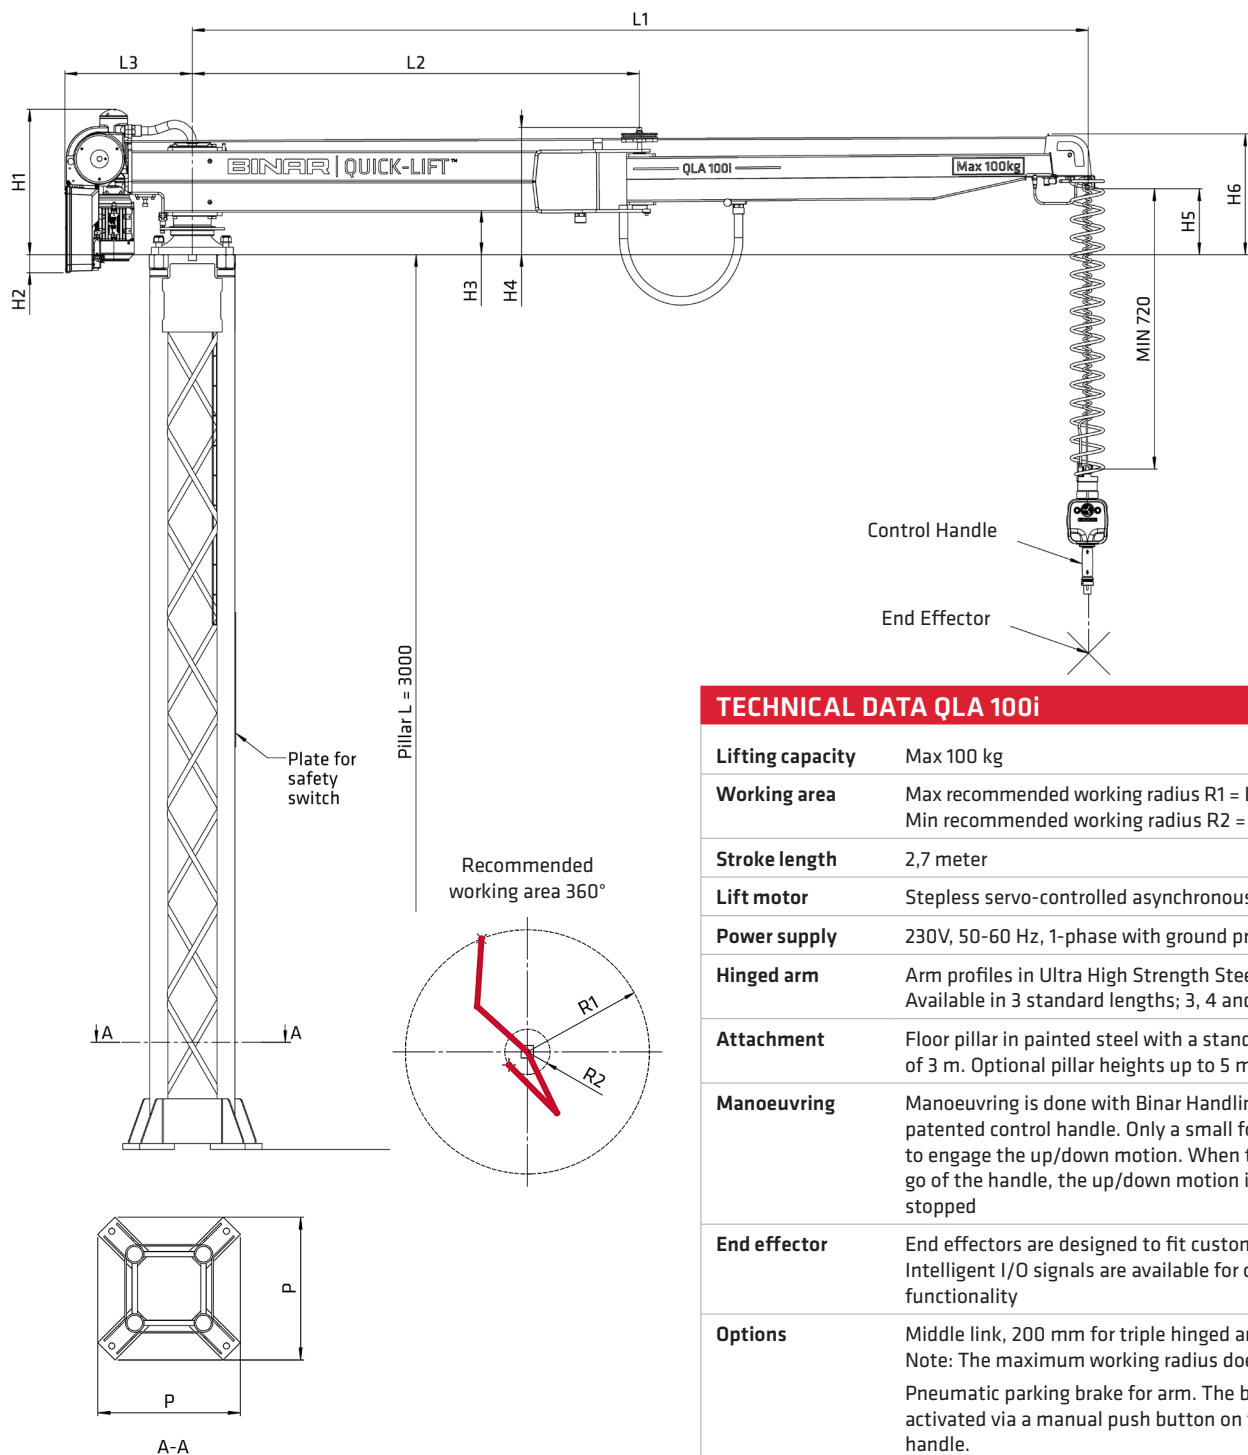 L1
L3
L2
H1
BINAR | QUICK-LIFT™
QLA 100i
Max 100kg
H6
H5
H2
H3
H4
MIN 720
Control Handle
End Effector
Pillar L = 3000
Plate for
safety
switch
Recommended
working area 360°
R1
R2
A
A
P
P
A-A
TECHNICAL DATA QLA 100i
Lifting capacity Max 100 kg
Working area Max recommended working radius R1 =
Min recommended working radius R2 =
Stroke length 2,7 meter
Lift motor Stepless servo-controlled asynchronous
Power supply 230V, 50-60 Hz, 1-phase with ground
Hinged arm Arm profiles in Ultra High Strength
Available in 3 standard lengths; 3, 4 and
Attachment Floor pillar in painted steel with a
of 3 m. Optional pillar heights up to 5
Manoeuvring Manoeuvring is done with Binar
patented control handle. Only a small
to engage the up/down motion. When
go of the handle, the up/down motion
stopped
End effector End effectors are designed to fit
Intelligent I/O signals are available for
functionality
Options Middle link, 200 mm for triple hinged
Note: The maximum working radius
Pneumatic parking brake for arm. The
activated via a manual push button on
handle.